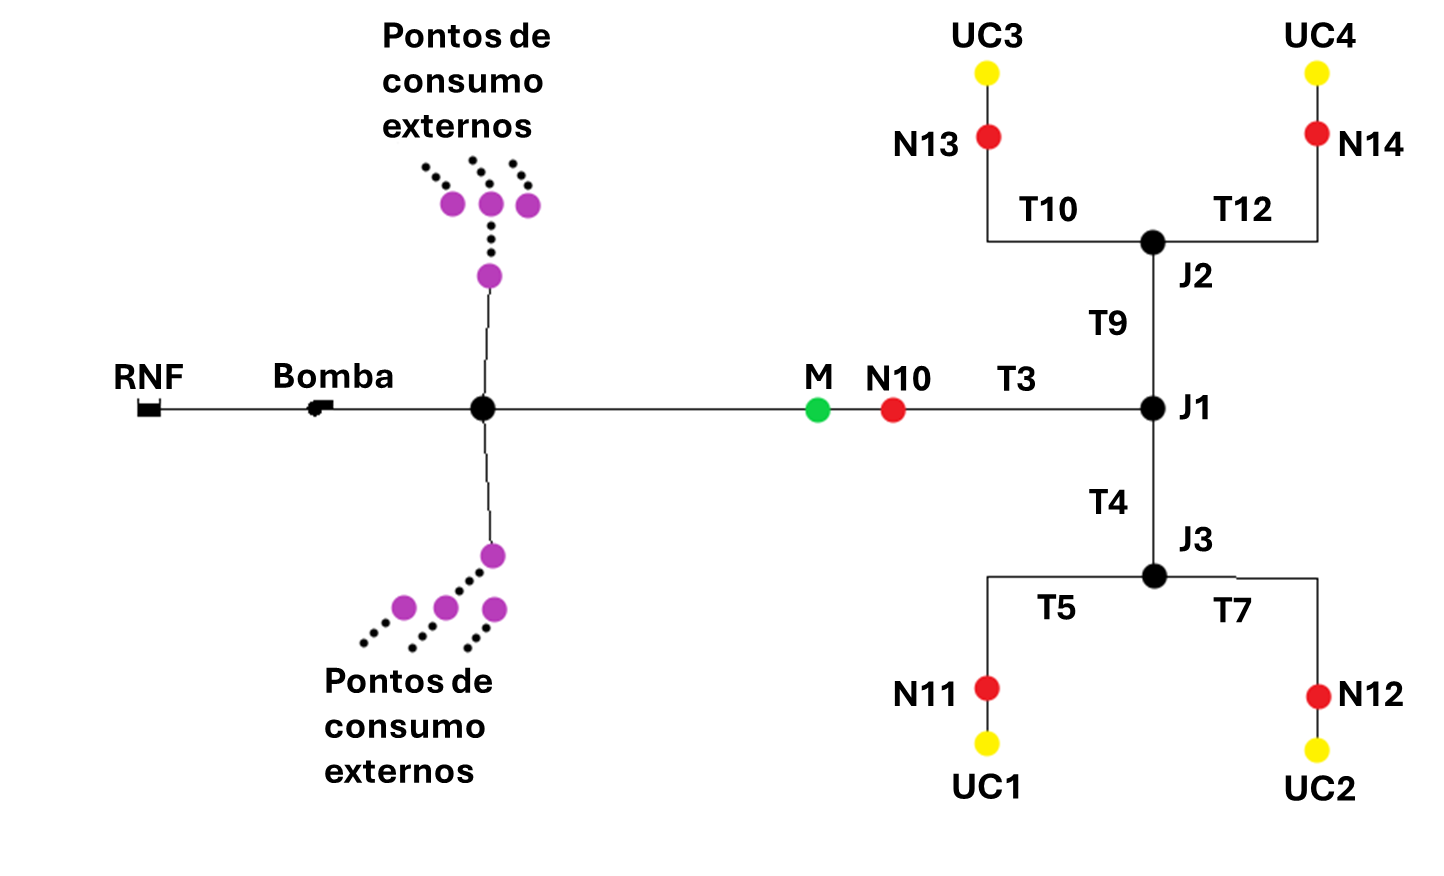 Pontos de
consumo
externos
UC3
UC4
N13
N14
T10
T12
J2
T9
RNF
Bomba
M
N10
T3
J1
T4
J3
T5
T7
N11
N12
Pontos de
consumo
externos
UC1
UC2